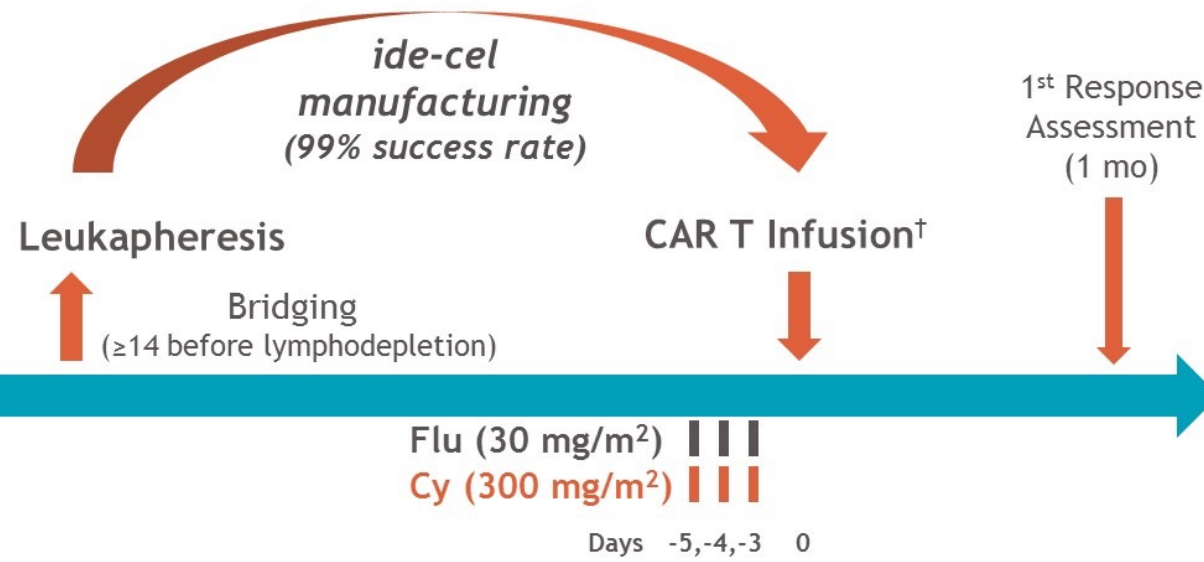 ide-cel
manufacturing
(99% success rate)
1st Response
Assessment
(1 mo)
Leukapheresis
CAR T Infusion†
Bridging
(≥14 before lymphodepletion)
Flu (30 mg/m²)
Cy (300 mg/m²)
Days -5,-4,-3 0